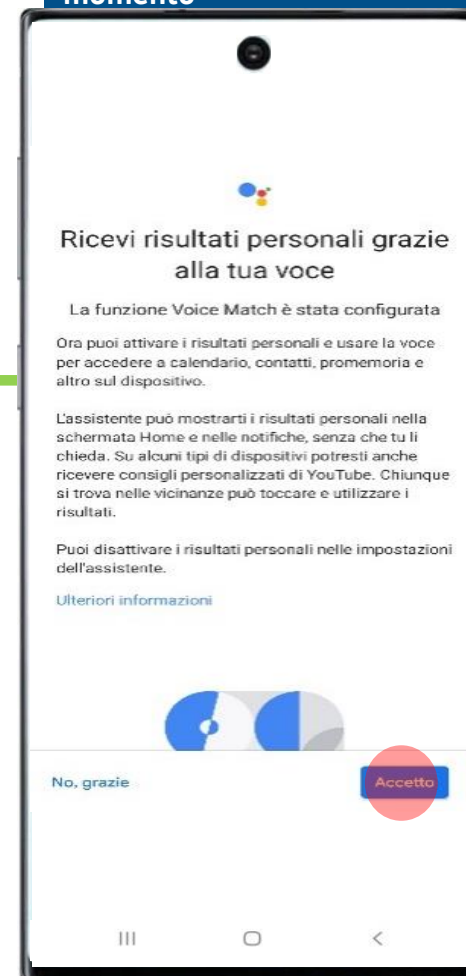 momento
Ricevi risultati personali grazie
alla tua voce
La funzione Voice Match è stata configurata
Ora puoi attivare i risultati personali e usare la voce
per accedere a calendario, contatti, promemoria e
altro sul dispositivo.
L'assistente può mostrarti i risultati personali nella
schermata Home e nelle notifiche, senza che tu li
chieda. Su alcuni tipi di dispositivi potresti anche
ricevere consigli personalizzati di YouTube. Chiunque
si trova nelle vicinanze può toccare e utilizzare i
risultati.
Puoi disattivare i risultati personali nelle impostazioni
dell'assistente.
Ulteriori informazioni
No, grazie
Accetto